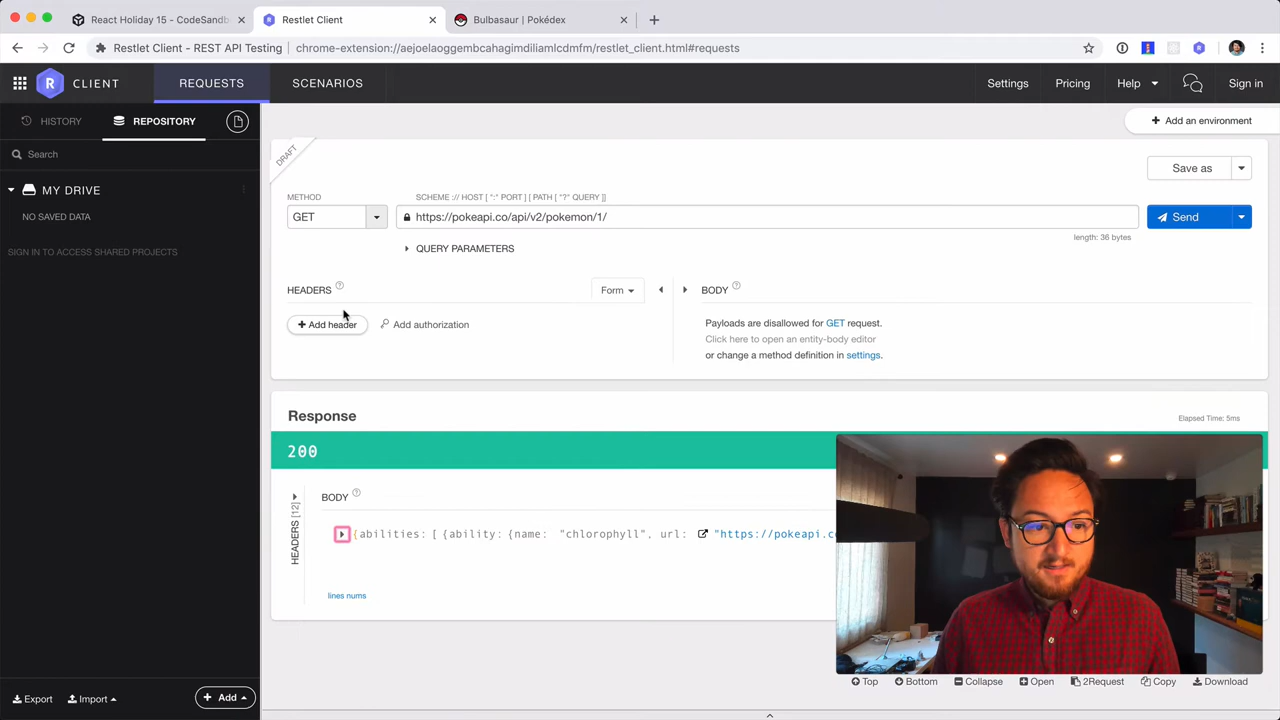 React Holiday 15 - CodeSandb
Restlet Client
Bulbasaur | Pokédex
Restlet Client - REST API Testing
chrome-extension://aejoelaoggembcahagimdiliamlcdmfm/restlet_client.html#requests
R CLIENT
REQUESTS
SCENARIOS
Settings
Pricing
Help
Sign in
HISTORY
REPOSITORY
Add an environment
Search
DRAFT
Save as
MY DRIVE
METHOD
SCHEME :// HOST [ ":" PORT ] [ PATH [ "?" QUERY ]]
NO SAVED DATA
GET
https://pokeapi.co/api/v2/pokemon/1/
Send
length: 36 bytes
QUERY PARAMETERS
SIGN IN TO ACCESS SHARED PROJECTS
HEADERS
Form
BODY
+ Add header
Add authorization
Payloads are disallowed for GET request.
Click here to open an entity-body editor
or change a method definition in settings.
Response
Elapsed Time: 5ms
200
HEADERS [12]
BODY
{abilities: [ {ability: {name: "chlorophyll", url: "https://pokeapi.c
lines nums
Export
Import
+ Add
Top
Bottom
Collapse
Open
2Request
Copy
Download